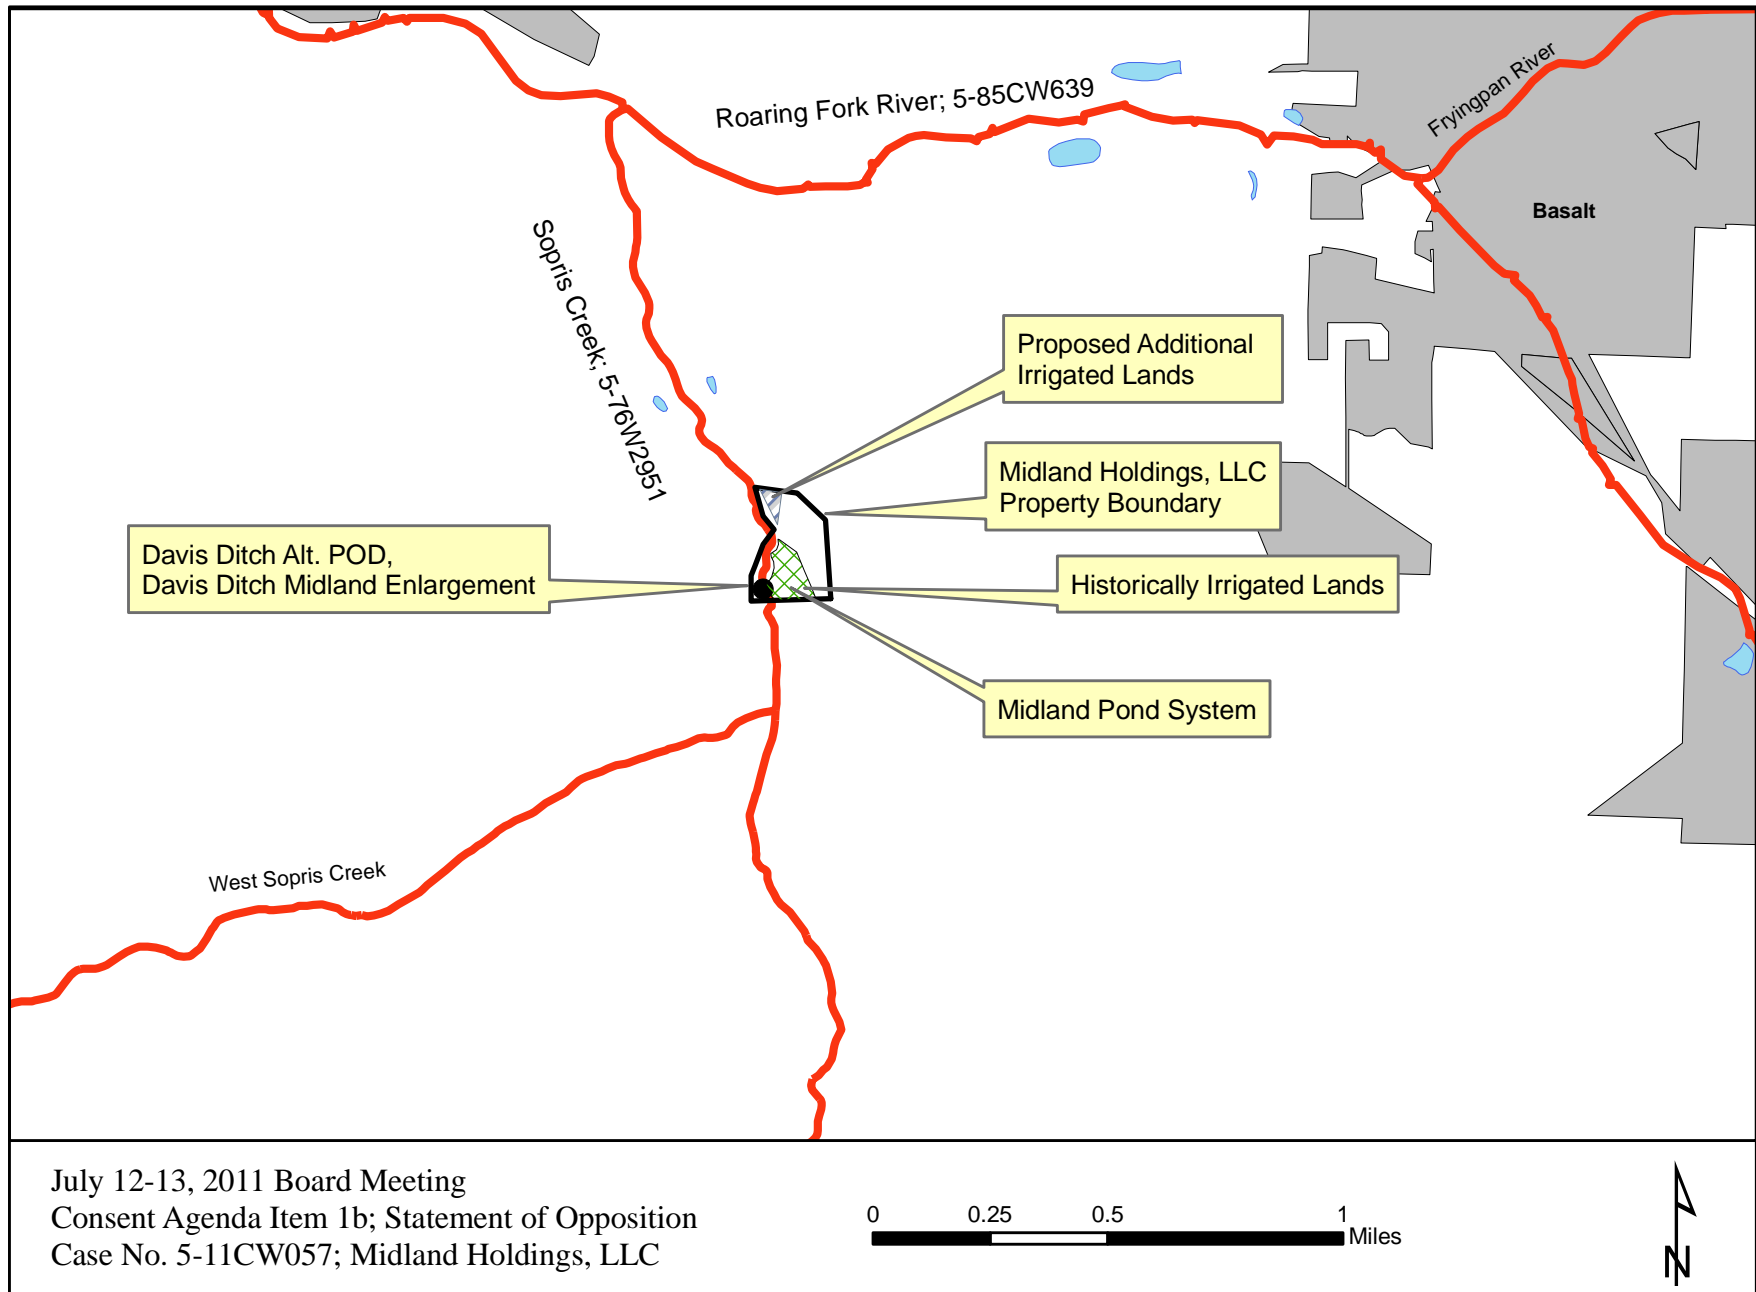 Roaring Fork River; 5-85CW639
Fryingpan River
Basalt
Sopris Creek; 5-76W2951
Proposed Additional
Irrigated Lands
Midland Holdings, LLC
Property Boundary
Davis Ditch Alt. POD,
Davis Ditch Midland Enlargement
Historically Irrigated Lands
Midland Pond System
West Sopris Creek
July 12-13, 2011 Board Meeting
Consent Agenda Item 1b; Statement of Opposition
Case No. 5-11CW057; Midland Holdings, LLC
0 0.25 0.5 1
Miles
N